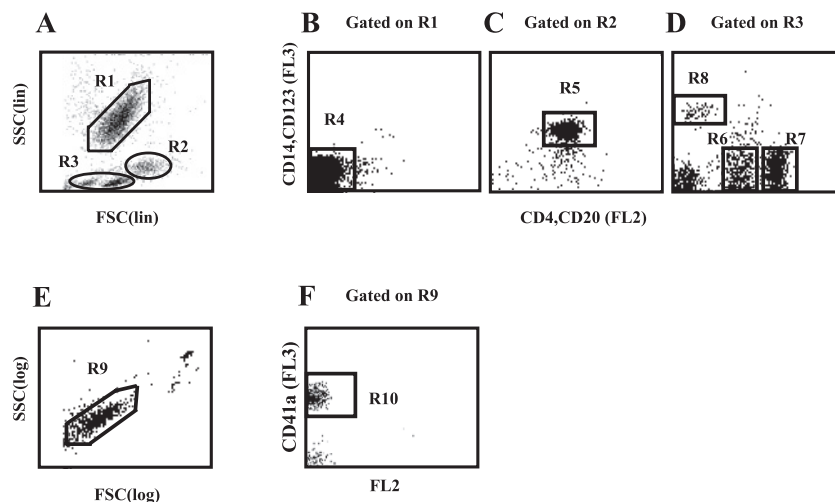 A
SSC(lin)
R1
R2
R3
FSC(lin)
B
Gated on R1
CD14,CD123 (FL3)
R4
C
Gated on R2
R5
D
Gated on R3
R8
R6
R7
CD4,CD20 (FL2)
E
SSC(log)
R9
FSC(log)
F
Gated on R9
CD41a (FL3)
R10
FL2